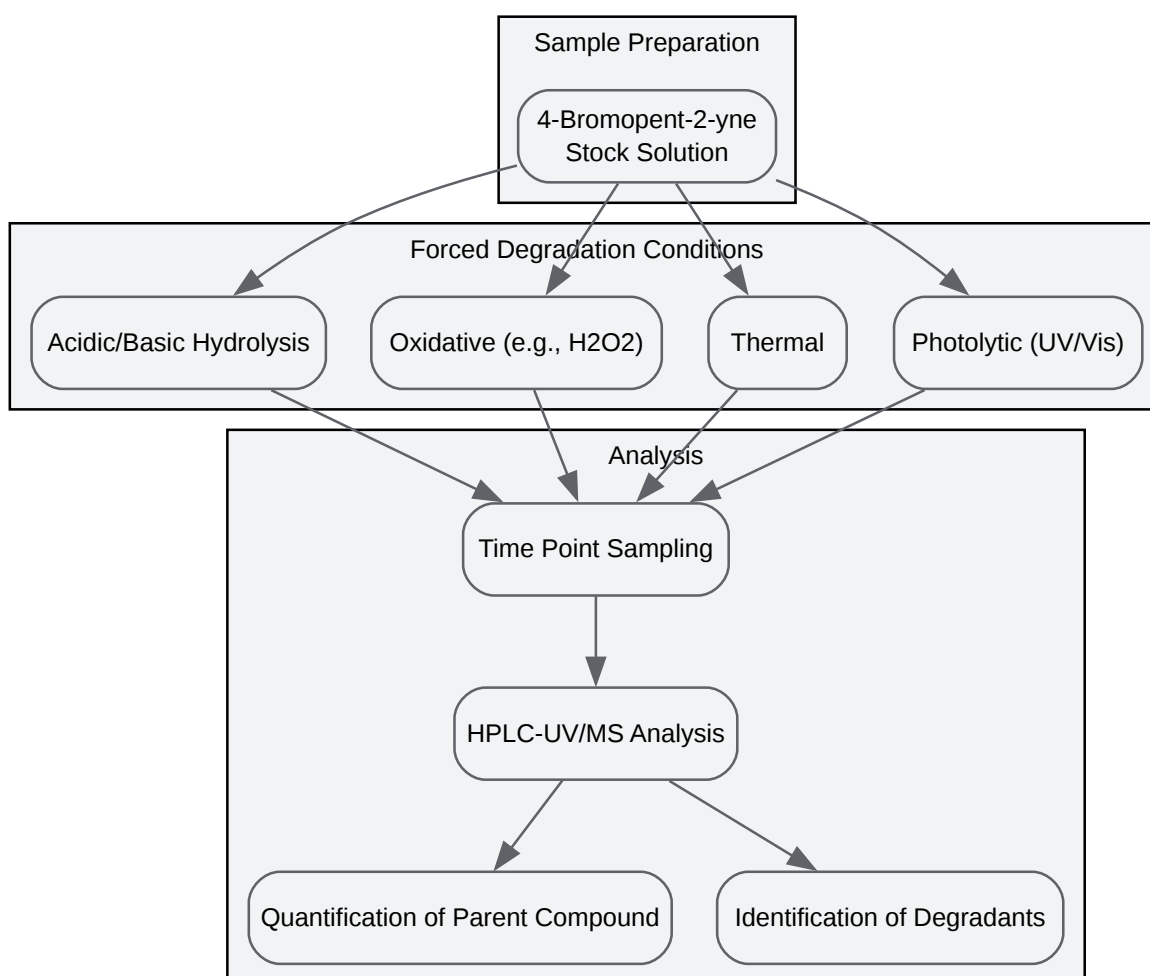 Sample Preparation
4-Bromopent-2-yne
Stock Solution
Forced Degradation Conditions
Acidic/Basic Hydrolysis
Oxidative (e.g., H2O2)
Thermal
Photolytic (UV/Vis)
Analysis
Time Point Sampling
HPLC-UV/MS Analysis
Quantification of Parent Compound
Identification of Degradants